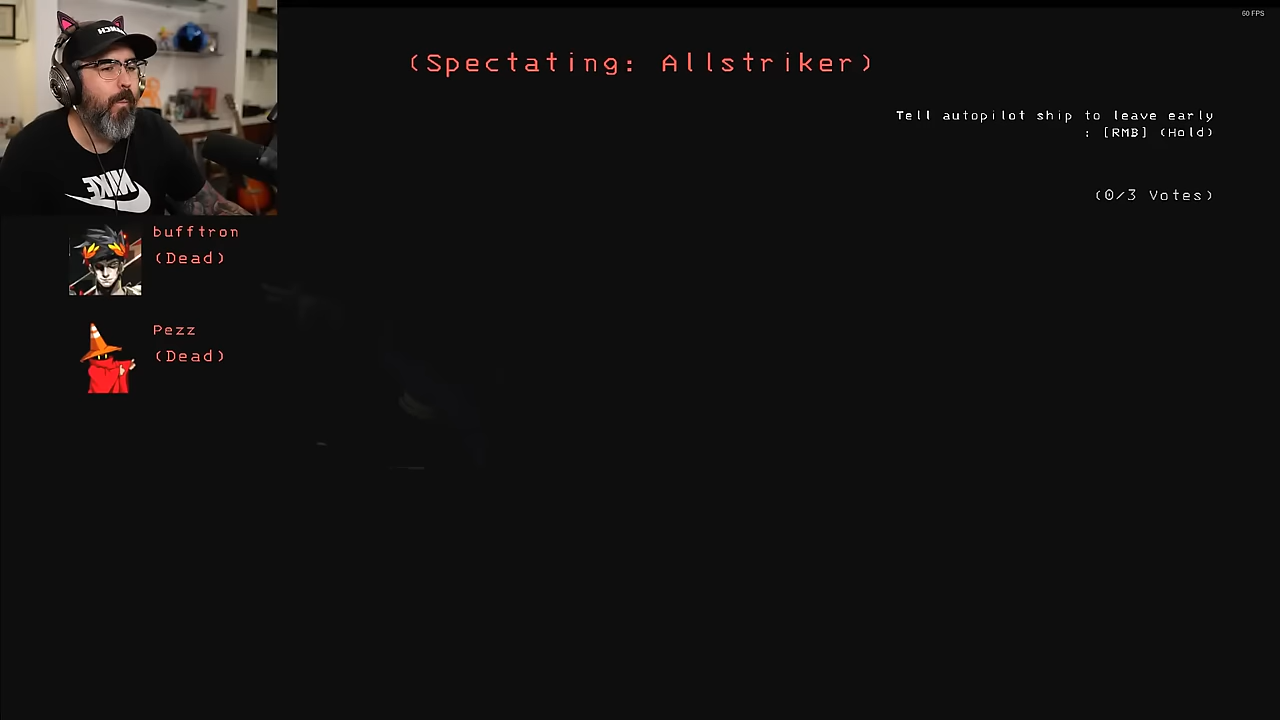 60 FPS
(Spectating: Allstriker)
Tell autopilot ship to leave early
: [RMB] (Hold)
(0/3 Votes)
bufftron
(Dead)
Pezz
(Dead)
NIKE